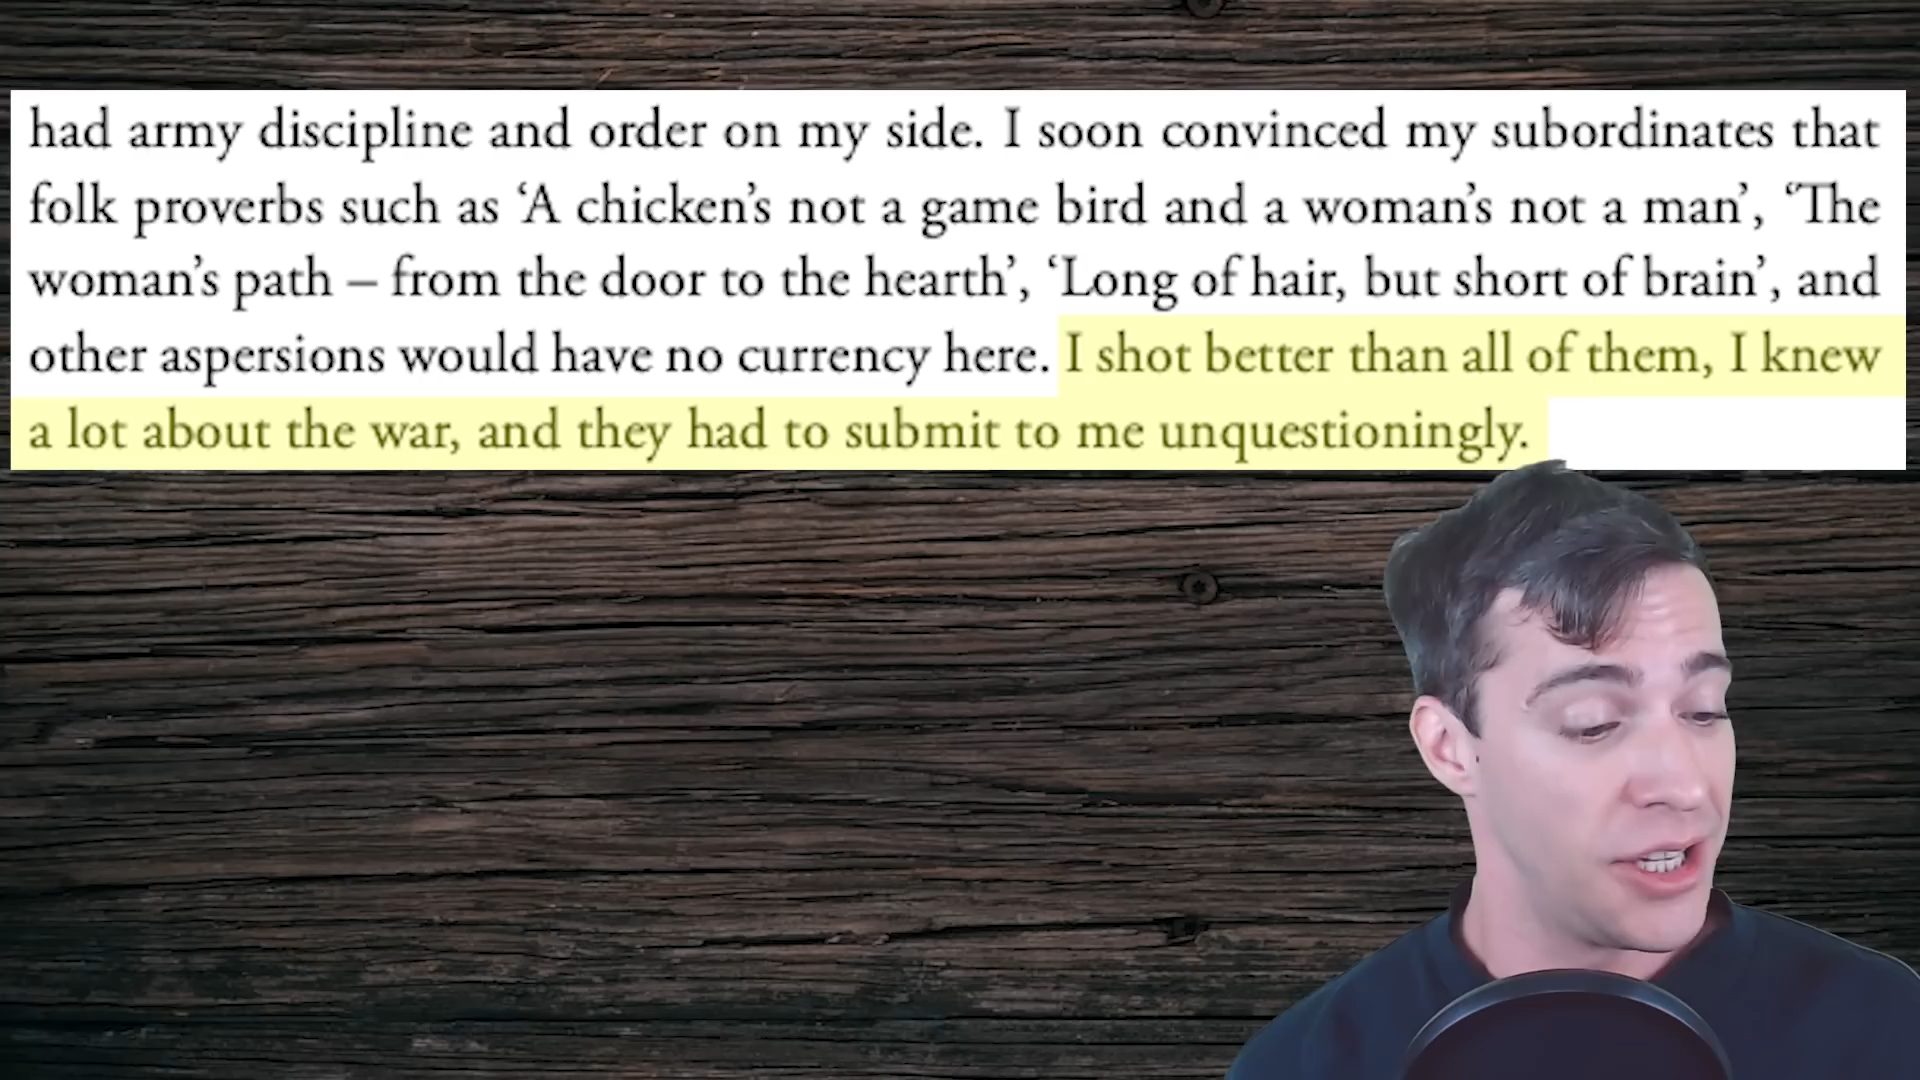 had army discipline and order on my side. I soon convinced my subordinates that
folk proverbs such as ‘A chicken’s not a game bird and a woman’s not a man’, ‘The
woman’s path – from the door to the hearth’, ‘Long of hair, but short of brain’, and
other aspersions would have no currency here. I shot better than all of them, I knew
a lot about the war, and they had to submit to me unquestioningly.